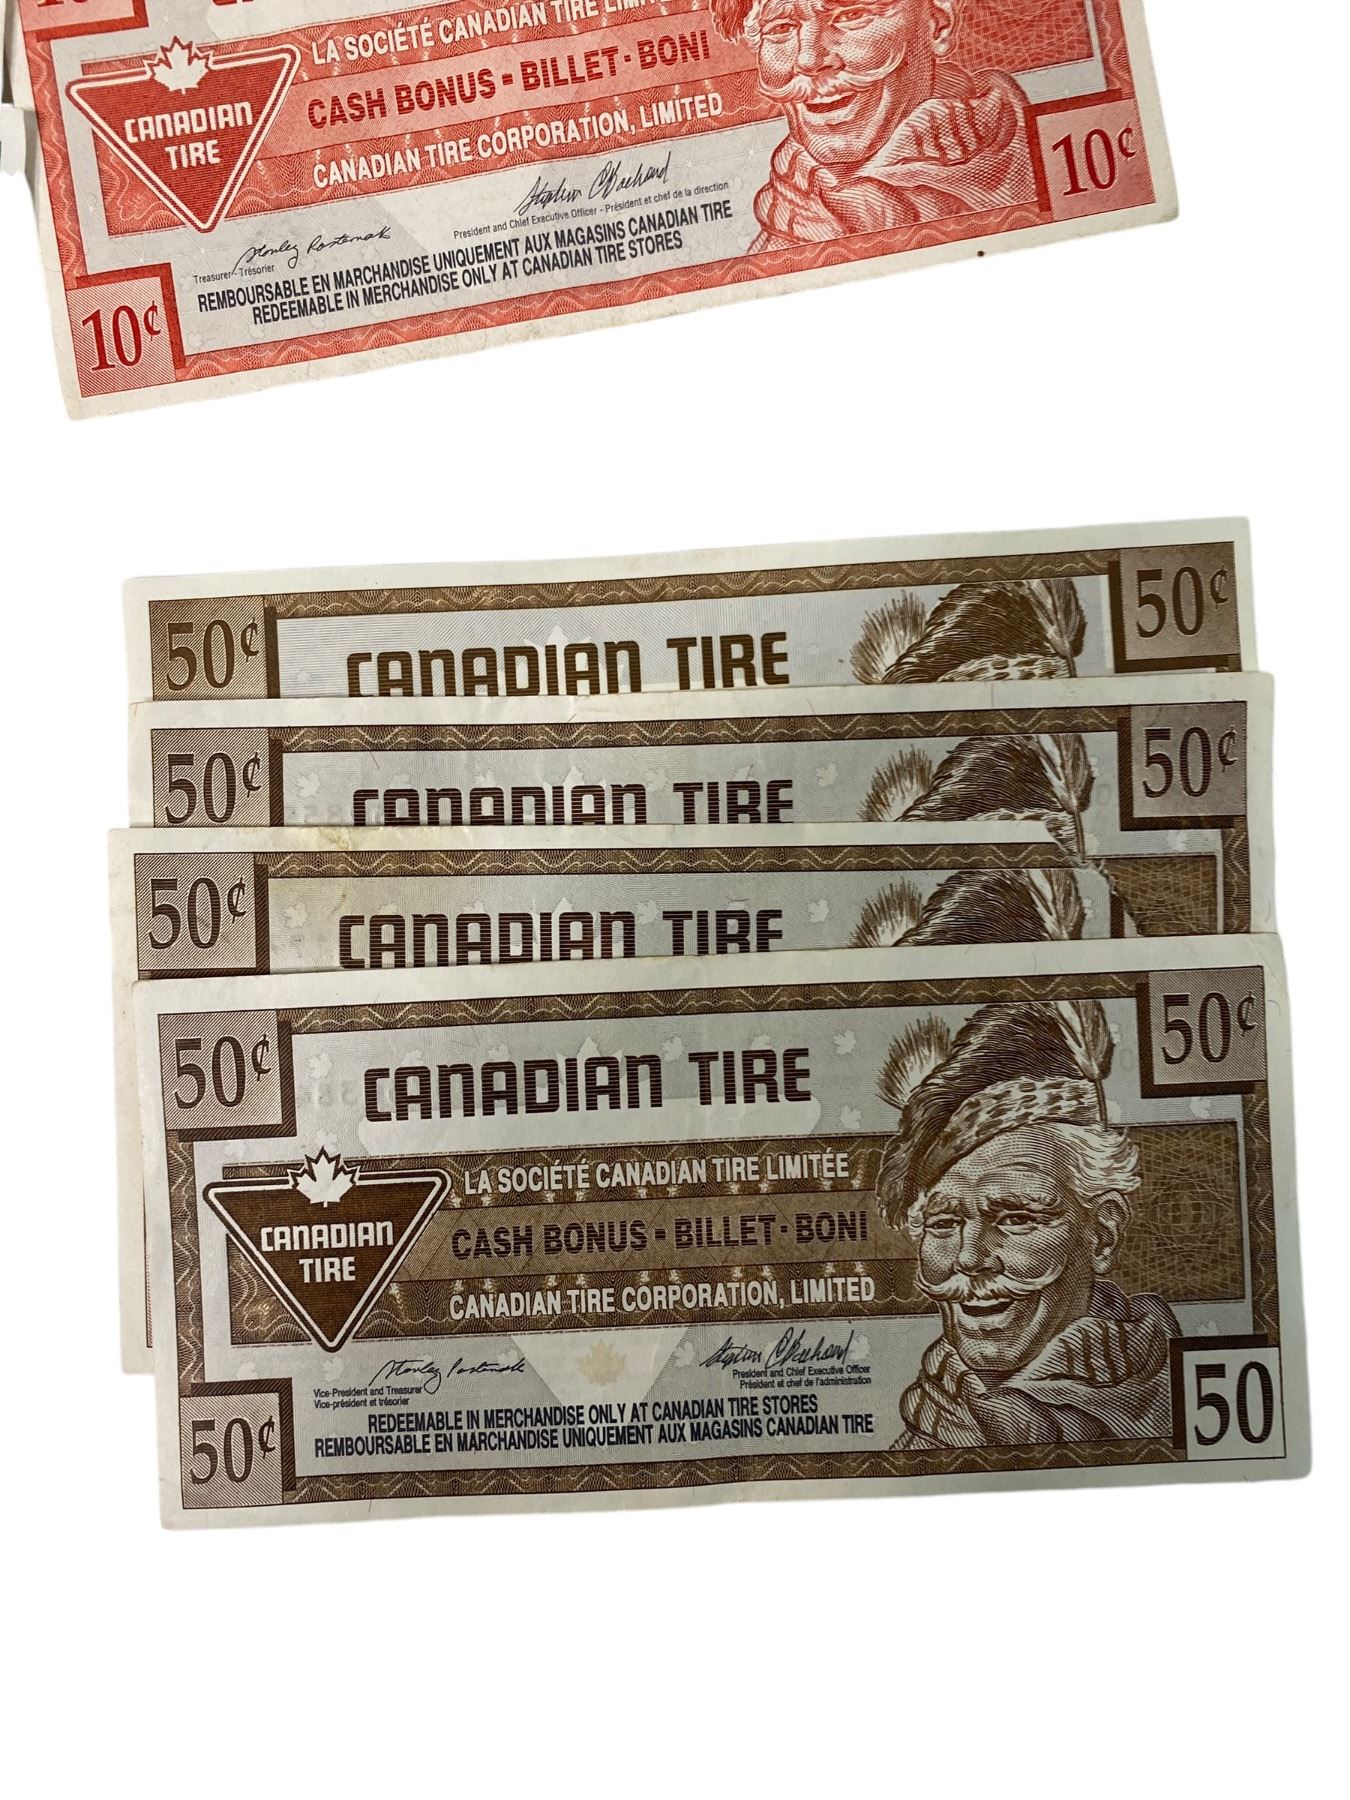 LA SOCIÉTÉ CANADIAN TIRE
CANADIAN
TIRE
CASH BONUS - BILLET - BONI
CANADIAN TIRE CORPORATION, LIMITED
10¢
President and Chief Executive Officer - Président et chef de la direction
Treasurer - Trésorier
REMBOURSABLE EN MARCHANDISE UNIQUEMENT AUX MAGASINS CANADIAN TIRE
REDEEMABLE IN MERCHANDISE ONLY AT CANADIAN TIRE STORES
10¢
50¢
CANADIAN TIRE
50¢
50¢
CANADIAN TIRE
50¢
50¢
CANADIAN TIRE
50¢
CANADIAN TIRE
50¢
LA SOCIÉTÉ CANADIAN TIRE LIMITÉE
CANADIAN
TIRE
CASH BONUS - BILLET - BONI
CANADIAN TIRE CORPORATION, LIMITED
Vice-President and Treasurer
Vice-président et trésorier
President and Chief Executive Officer
Président et chef de l'administration
REDEEMABLE IN MERCHANDISE ONLY AT CANADIAN TIRE STORES
REMBOURSABLE EN MARCHANDISE UNIQUEMENT AUX MAGASINS CANADIAN TIRE
50¢
50